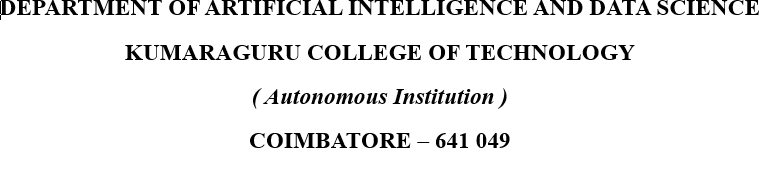 DEPARTMENT OF ARTIFICIAL INTELLIGENCE AND DATA SCIENCE
KUMARAGURU COLLEGE OF TECHNOLOGY
( Autonomous Institution )
COIMBATORE – 641 049